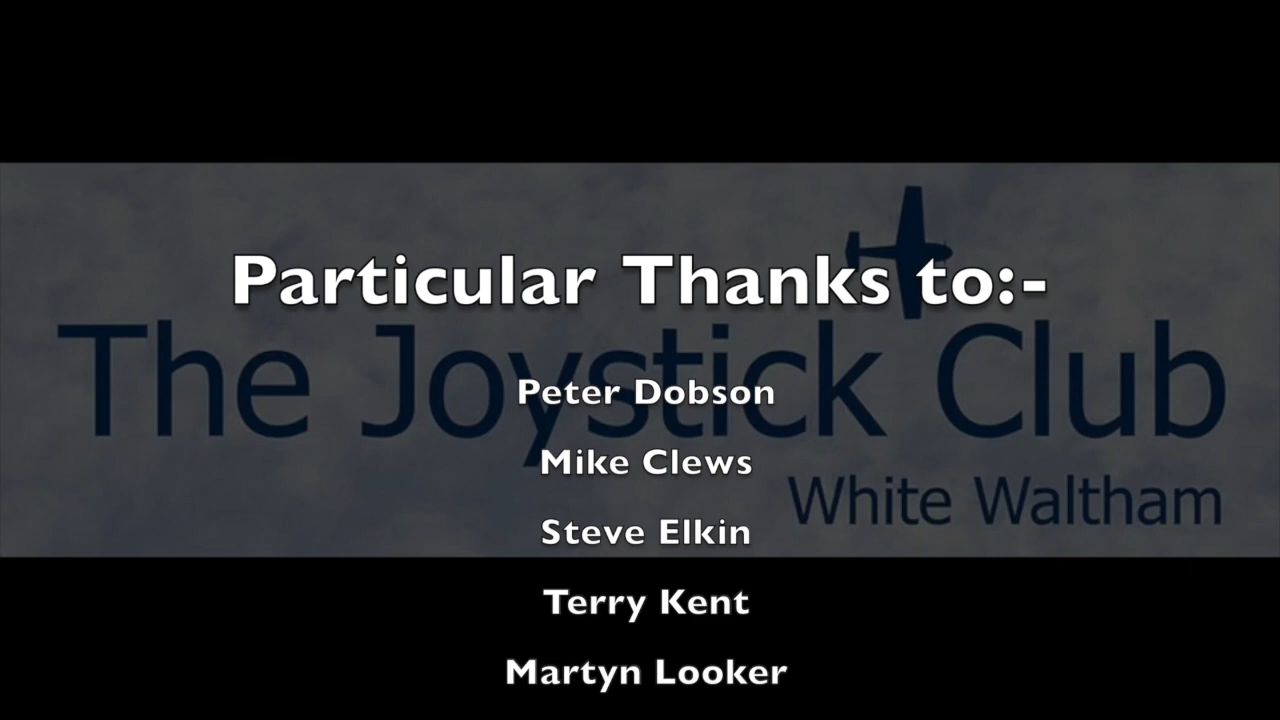 Particular Thanks to:-
The Joystick Club
Peter Dobson
Mike Clews
White Waltham
Steve Elkin
Terry Kent
Martyn Looker